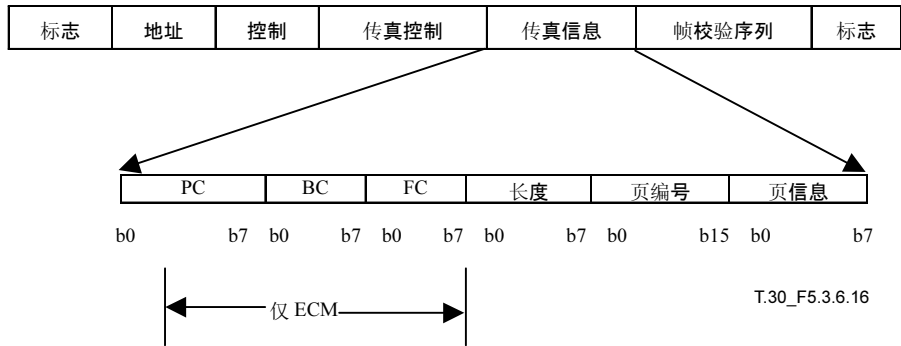 标志 地址 控制 传真控制 传真信息 帧校验序列 标志
PC BC FC 长度 页编号 页信息
b0 b7 b0 b7 b0 b7 b0 b7 b0 b15 b0 b7
仅 ECM
T.30_F5.3.6.16